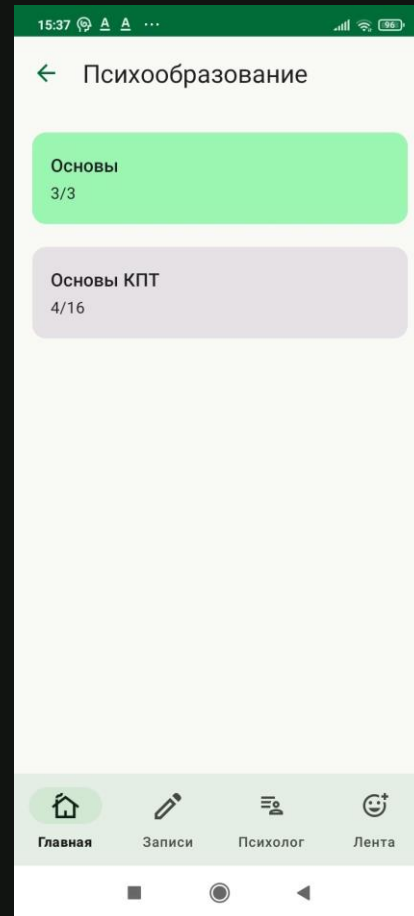 15:37 A A ... 96
Психообразование
Основы
3/3
Основы КПТ
4/16
Главная Записи Психолог Лента